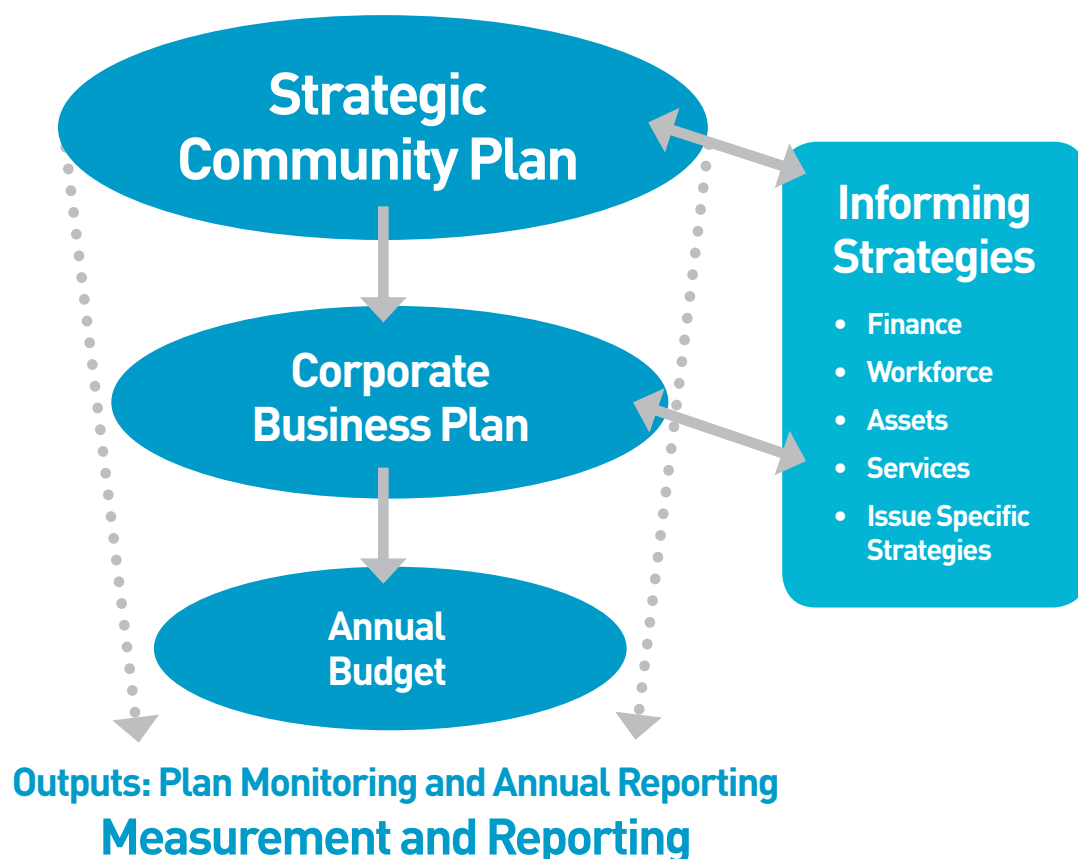 Strategic
Community Plan
Informing
Strategies
• Finance
• Workforce
• Assets
• Services
• Issue Specific
Strategies
Corporate
Business Plan
Annual
Budget
Outputs: Plan Monitoring and Annual Reporting
Measurement and Reporting